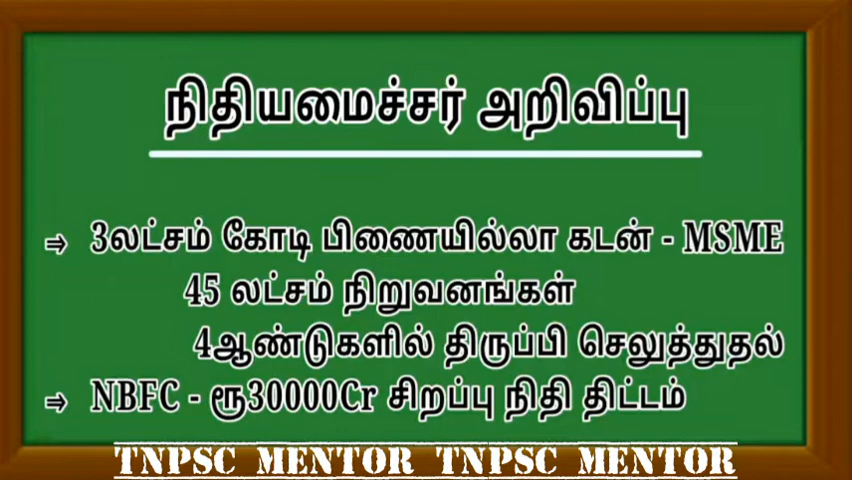 நிதியமைச்சர் அறிவிப்பு
⇒ 3லட்சம் கோடி பிணையில்லா கடன் - MSME
45 லட்சம் நிறுவனங்கள்
4ஆண்டுகளில் திருப்பி செலுத்துதல்
⇒ NBFC - ரூ30000Cr சிறப்பு நிதி திட்டம்
TNPSC MENTOR TNPSC MENTOR